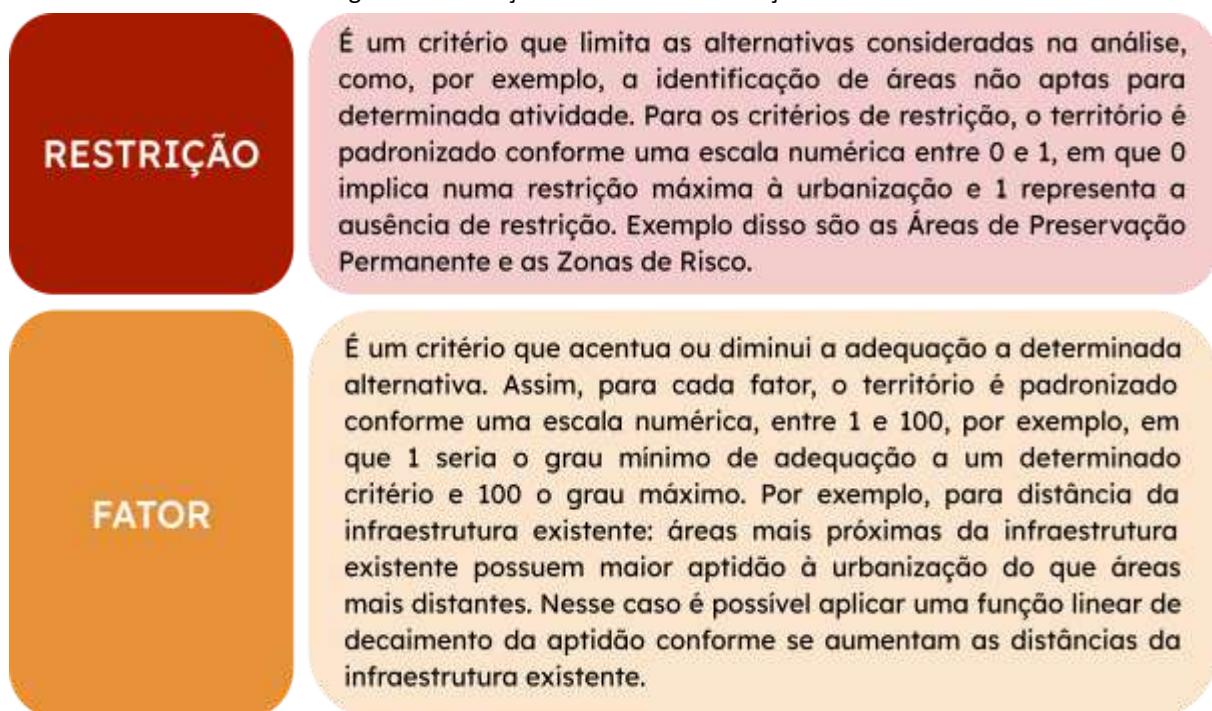 RESTRIÇÃO
É um critério que limita as alternativas consideradas na análise,
como, por exemplo, a identificação de áreas não aptas para
determinada atividade. Para os critérios de restrição, o território é
padronizado conforme uma escala numérica entre 0 e 1, em que 0
implica numa restrição máxima à urbanização e 1 representa a
ausência de restrição. Exemplo disso são as Áreas de Preservação
Permanente e as Zonas de Risco.
FATOR
É um critério que acentua ou diminui a adequação a determinada
alternativa. Assim, para cada fator, o território é padronizado
conforme uma escala numérica, entre 1 e 100, por exemplo, em
que 1 seria o grau mínimo de adequação a um determinado
critério e 100 o grau máximo. Por exemplo, para distância da
infraestrutura existente: áreas mais próximas da infraestrutura
existente possuem maior aptidão à urbanização do que áreas
mais distantes. Nesse caso é possível aplicar uma função linear de
decaimento da aptidão conforme se aumentam as distâncias da
infraestrutura existente.